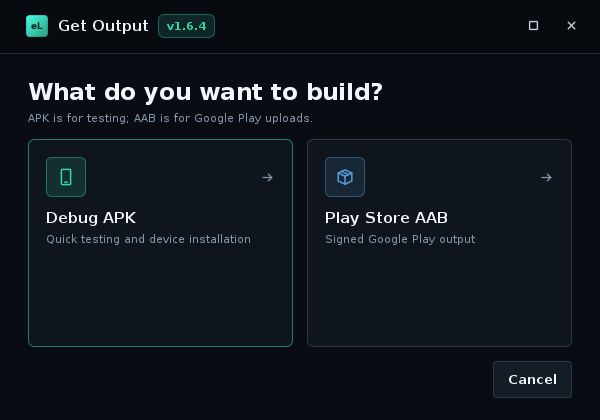 eL Get Output v1.6.4
What do you want to build?
APK is for testing; AAB is for Google Play uploads.
Debug APK
Quick testing and device installation
Play Store AAB
Signed Google Play output
Cancel